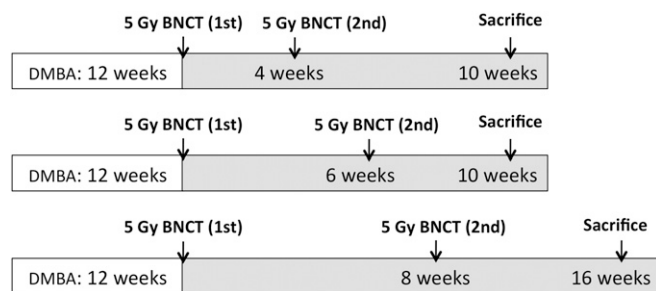 5 Gy BNCT (1st) 5 Gy BNCT (2nd) Sacrifice
DMBA: 12 weeks 4 weeks 10 weeks
5 Gy BNCT (1st) 5 Gy BNCT (2nd) Sacrifice
DMBA: 12 weeks 6 weeks 10 weeks
5 Gy BNCT (1st) 5 Gy BNCT (2nd) Sacrifice
DMBA: 12 weeks 8 weeks 16 weeks